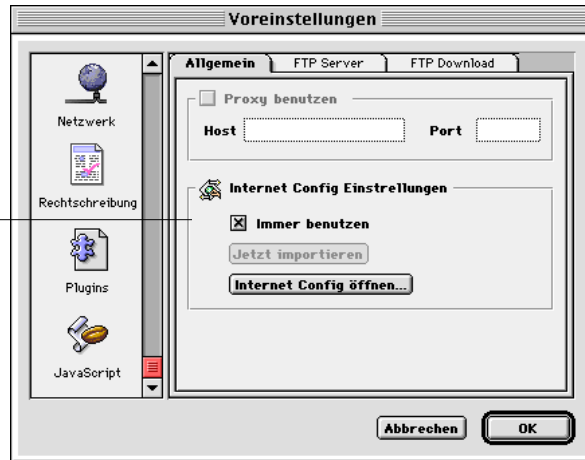 Voreinstellungen
Netzwerk
Rechtschreibung
Plugins
JavaScript
Allgemein
FTP Server
FTP Download
Proxy benutzen
Host
Port
Internet Config Einstrellungen
Immer benutzen
Jetzt importieren
Internet Config öffnen...
Abbrechen
OK